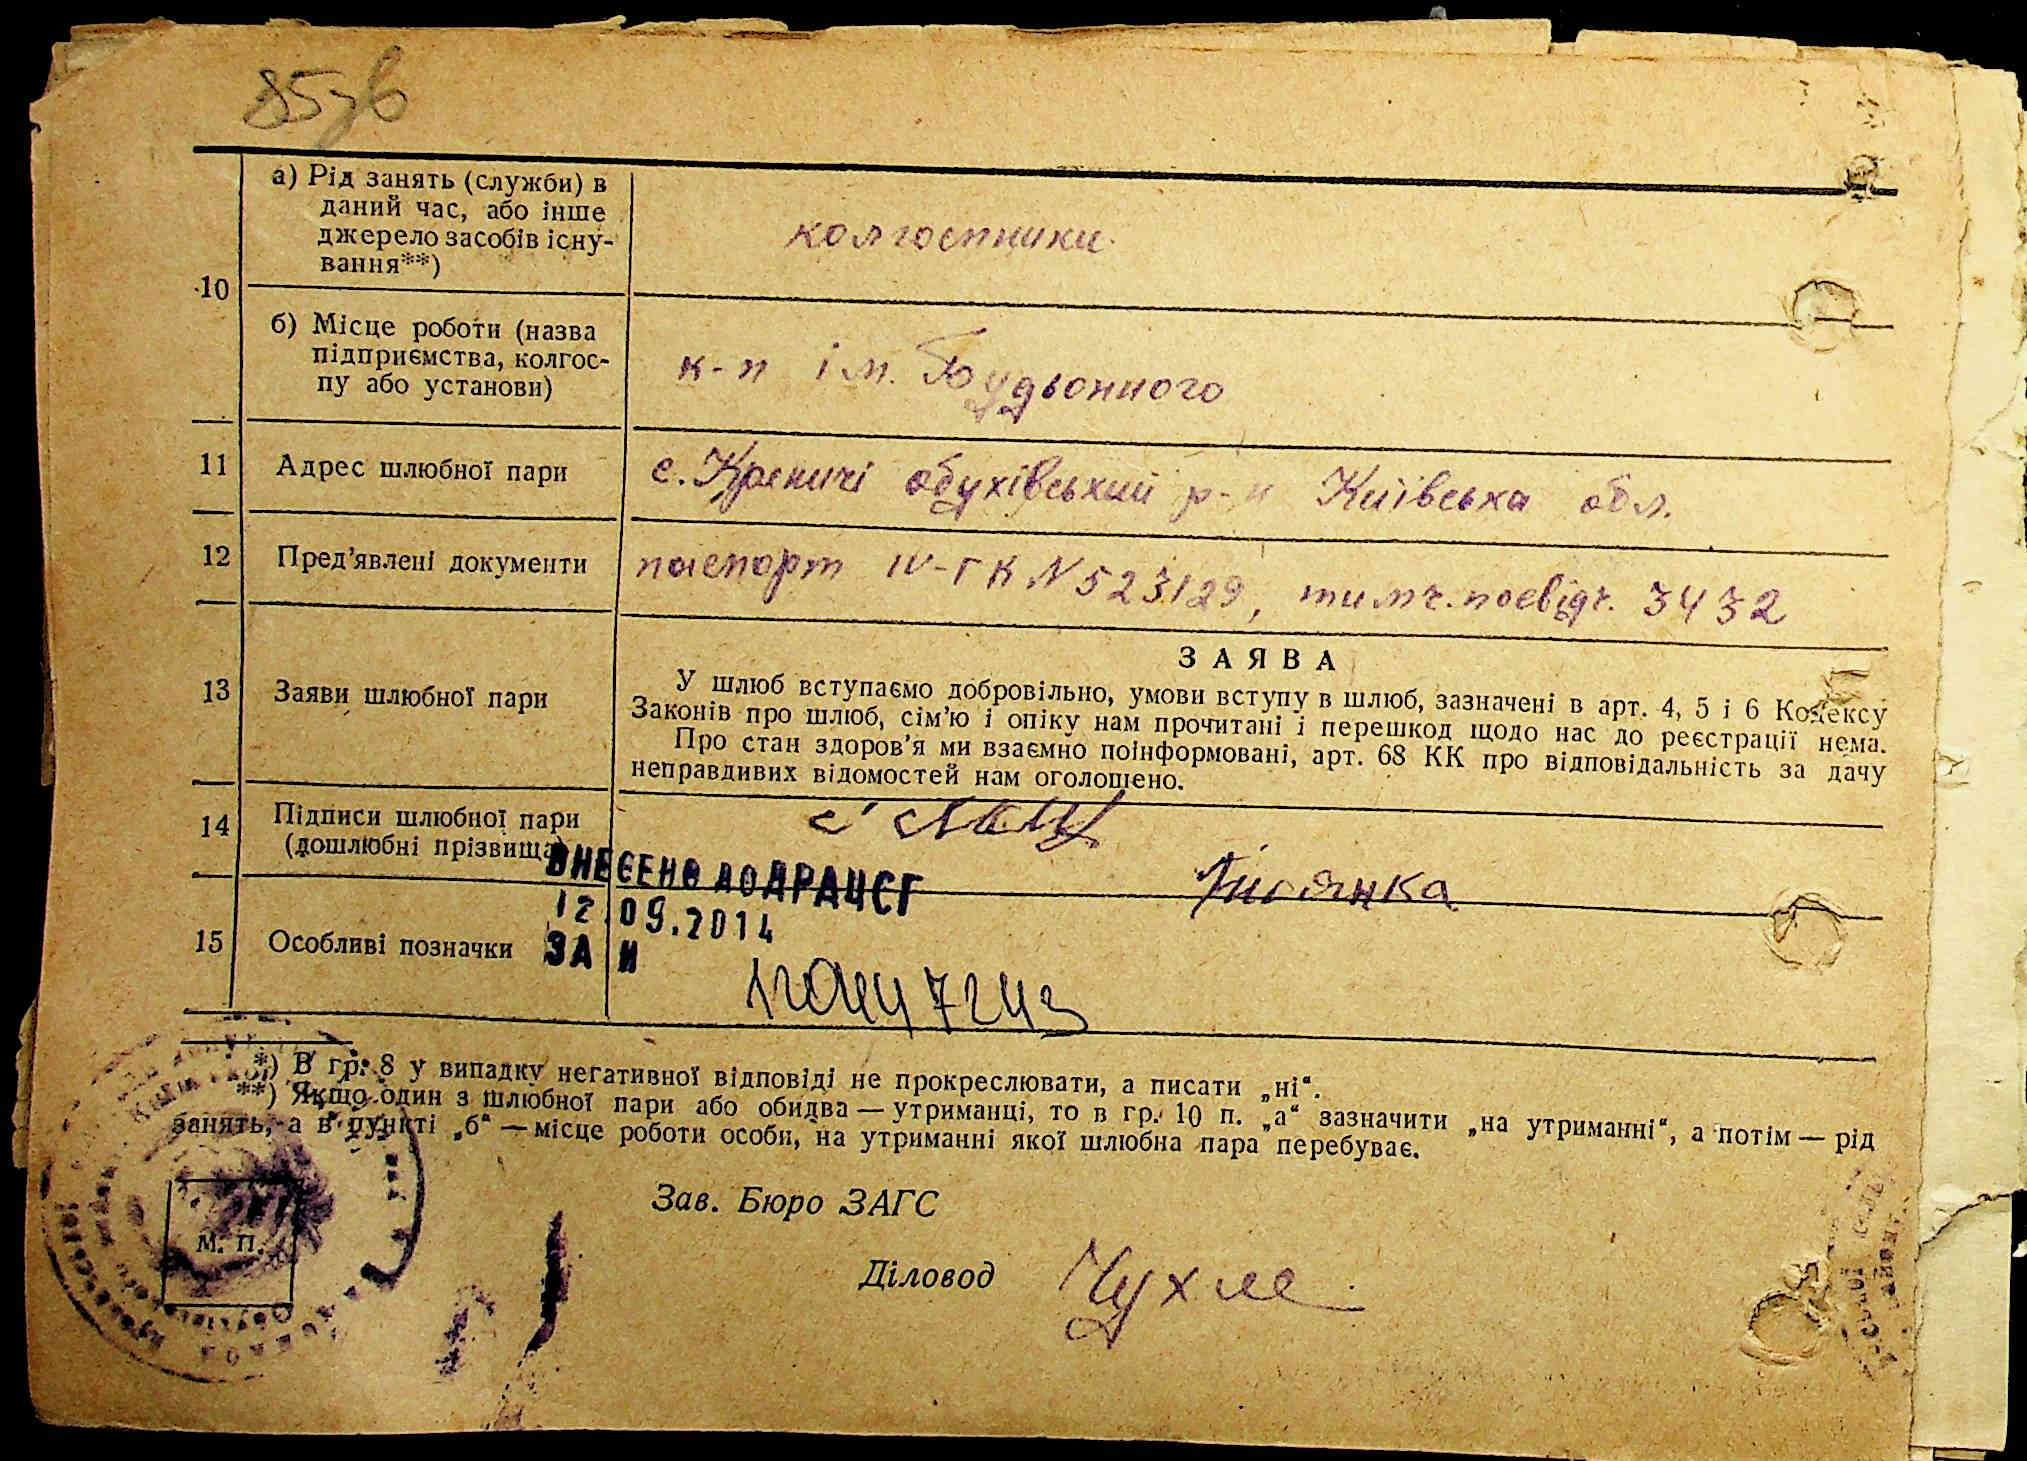 85зв
а) Рід занять (служби) в
даний час, або інше
джерело засобів існу-
вання**)
колгоспники.
10
б) Місце роботи (назва
підприємства, колгос-
пу або установи)
к-п ім. Будьонного
11 Адрес шлюбної пари
с. Креничі обухівський р-н Київська обл.
12 Пред'явлені документи
паспорт IV-ГК N 523129, тимч. посвідч. 3432
13 Заяви шлюбної пари
ЗАЯВА
У шлюб вступаємо добровільно, умови вступу в шлюб, зазначені в арт. 4, 5 і 6 Кодексу
Законів про шлюб, сім'ю і опіку нам прочитані і перешкод щодо нас до реєстрації нема.
Про стан здоров'я ми взаємно поінформовані, арт. 68 КК про відповідальність за дачу
неправдивих відомостей нам оголошено.
14 Підписи шлюбної пари
(дошлюбні прізвища)
ВНЕСЕНО ДО ДРАЦСГ
12.09.2014
ЗА N
15 Особливі позначки
*) В гр. 8 у випадку негативної відповіді не прокреслювати, а писати „ні“.
**) Якщо один з шлюбної пари або обидва — утриманці, то в гр. 10 п. „а“ зазначити „на утриманні“, а потім — рід
занять, а в пункті „б“ — місце роботи особи, на утриманні якої шлюбна пара перебуває.
М. П.
Зав. Бюро ЗАГС
Діловод Чухле